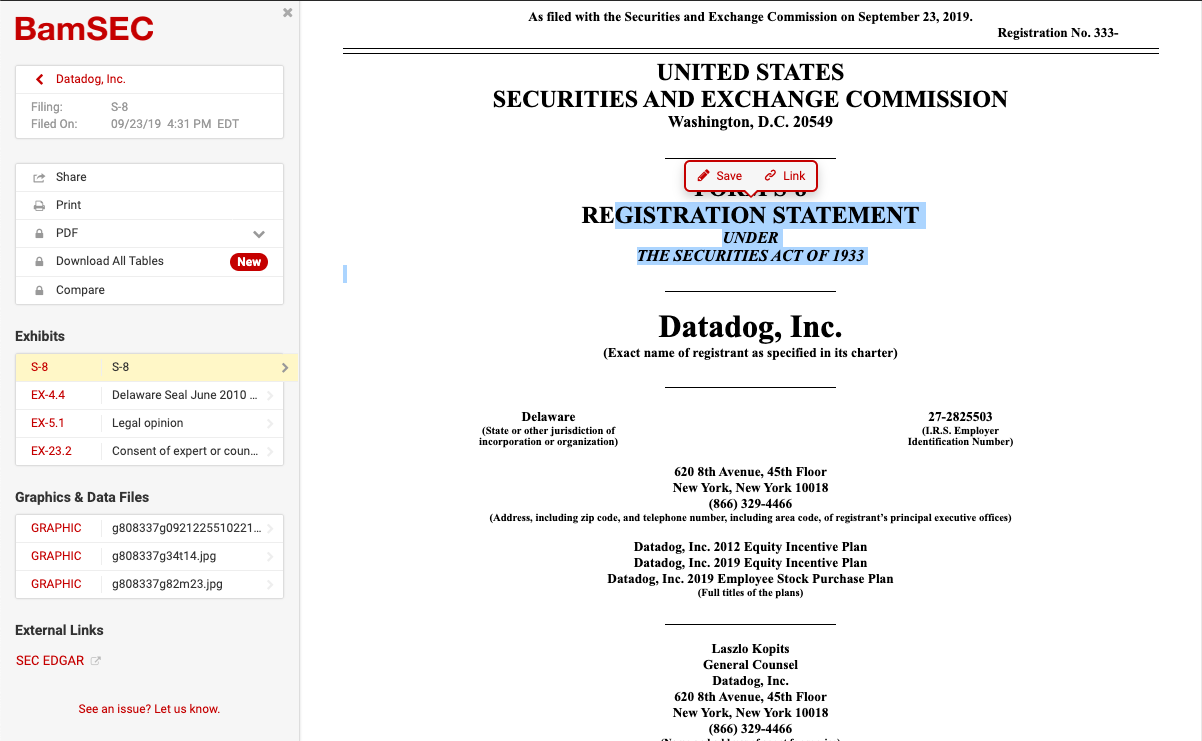 BamSEC
Datadog, Inc.
Filing: S-8
Filed On: 09/23/19 4:31 PM EDT
Share
Print
PDF
Download All Tables New
Compare
Exhibits
S-8 S-8
EX-4.4 Delaware Seal June 2010 ...
EX-5.1 Legal opinion
EX-23.2 Consent of expert or coun...
Graphics & Data Files
GRAPHIC g808337g0921225510221...
GRAPHIC g808337g34t14.jpg
GRAPHIC g808337g82m23.jpg
External Links
SEC EDGAR
See an issue? Let us know.
As filed with the Securities and Exchange Commission on September 23, 2019.
Registration No. 333-
UNITED STATES
SECURITIES AND EXCHANGE COMMISSION
Washington, D.C. 20549
Save Link
FORM S-8
REGISTRATION STATEMENT
UNDER
THE SECURITIES ACT OF 1933
Datadog, Inc.
(Exact name of registrant as specified in its charter)
Delaware 27-2825503
(State or other jurisdiction of (I.R.S. Employer
incorporation or organization) Identification Number)
620 8th Avenue, 45th Floor
New York, New York 10018
(866) 329-4466
(Address, including zip code, and telephone number, including area code, of registrant's principal executive offices)
Datadog, Inc. 2012 Equity Incentive Plan
Datadog, Inc. 2019 Equity Incentive Plan
Datadog, Inc. 2019 Employee Stock Purchase Plan
(Full titles of the plans)
Laszlo Kopits
General Counsel
Datadog, Inc.
620 8th Avenue, 45th Floor
New York, New York 10018
(866) 329-4466